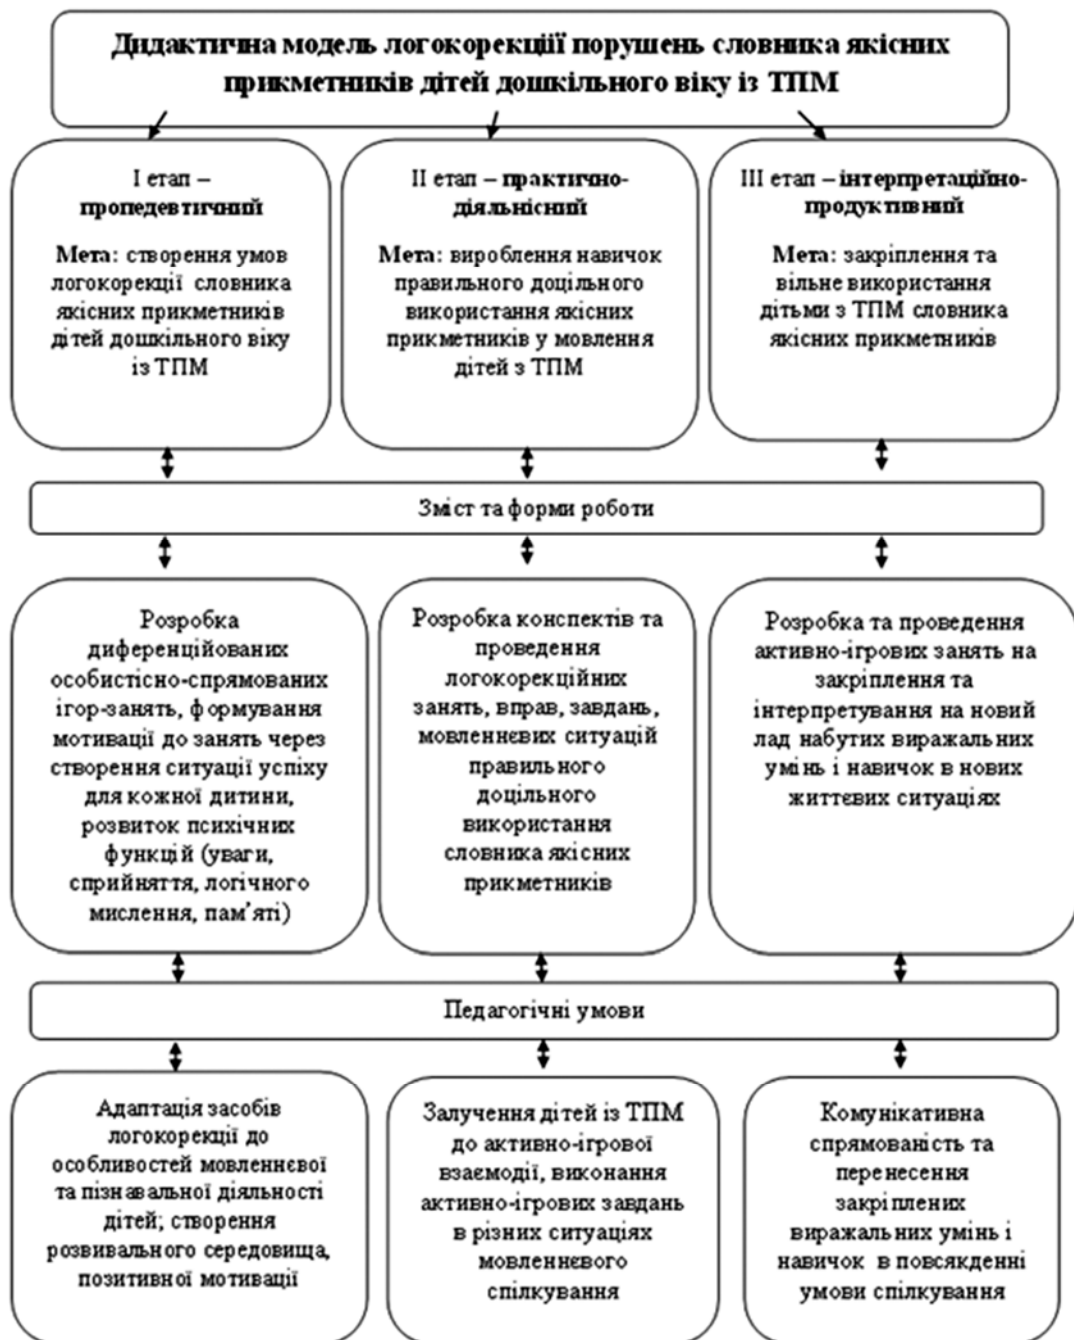 Дидактична модель логокорекціїї порушень словника якісних
прикметників дітей дошкільного віку із ТПМ
І етап –
пропедевтичний
Мета: створення умов
логокорекції словника
якісних прикметників
дітей дошкільного віку
із ТПМ
ІІ етап – практично-
діяльнісний
Мета: вироблення навичок
правильного доцільного
використання якісних
прикметників у мовлення
дітей з ТПМ
ІІІ етап – інтерпретаційно-
продуктивний
Мета: закріплення та
вільне використання
дітьми з ТПМ словника
якісних прикметників
Зміст та форми роботи
Розробка
диференційованих
особистісно-спрямованих
ігор-занять, формування
мотивації до занять через
створення ситуації успіху
для кожної дитини,
розвиток психічних
функцій (уваги,
сприйняття, логічного
мислення, пам’яті)
Розробка конспектів та
проведення
логокорекційних
занять, вправ, завдань,
мовленнєвих ситуацій
правильного
доцільного
використання
словника якісних
прикметників
Розробка та проведення
активно-ігрових занять на
закріплення та
інтерпретування на новий
лад набутих виражальних
умінь і навичок в нових
життєвих ситуаціях
Педагогічні умови
Адаптація засобів
логокорекції до
особливостей мовленнєвої
та пізнавальної діяльності
дітей; створення
розвивального середовища,
позитивної мотивації
Залучення дітей із ТПМ
до активно-ігрової
взаємодії, виконання
активно-ігрових завдань
в різних ситуаціях
мовленнєвого
спілкування
Комунікативна
спрямованість та
перенесення
закріплених
виражальних умінь і
навичок в повсякденні
умови спілкування